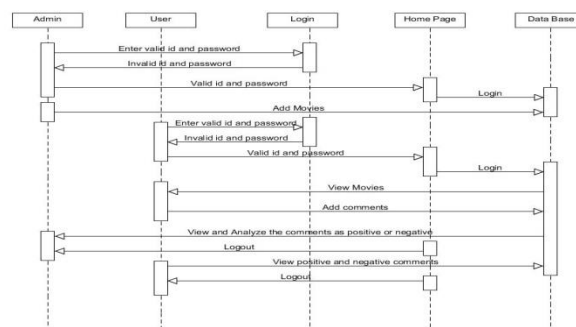 Admin
User
Login
Home Page
Data Base
Enter valid id and password
Invalid id and password
Valid id and password
Login
Add Movies
Enter valid id and password
Invalid id and password
Valid id and password
Login
View Movies
Add comments
View and Analyze the comments as positive or negative
Logout
View positive and negative comments
Logout